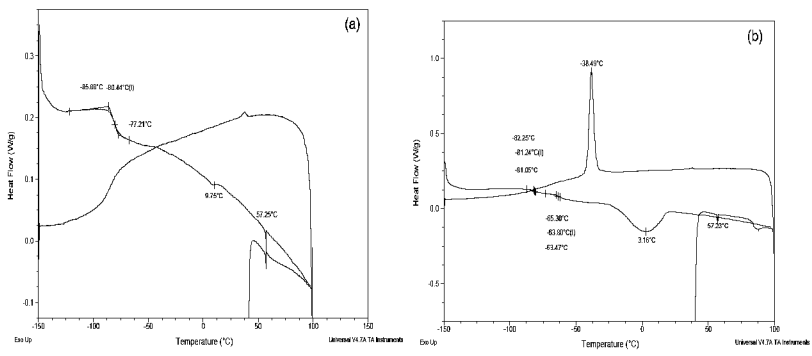 (a)
0.3
0.2
0.1
0.0
-0.1
Heat Flow (W/g)
-80.44°C(I)
-77.21°C
9.75°C
57.25°C
-150
-100
-50
0
50
100
150
Exo Up
Temperature (°C)
Universal V4.7A TA Instruments
(b)
1.0
0.5
0.0
-0.5
Heat Flow (W/g)
-38.49°C
-82.25°C
-81.24°C(I)
-81.05°C
-65.38°C
-63.80°C(I)
-63.47°C
3.16°C
57.23°C
-150
-100
-50
0
50
100
Exo Up
Temperature (°C)
Universal V4.7A TA Instruments